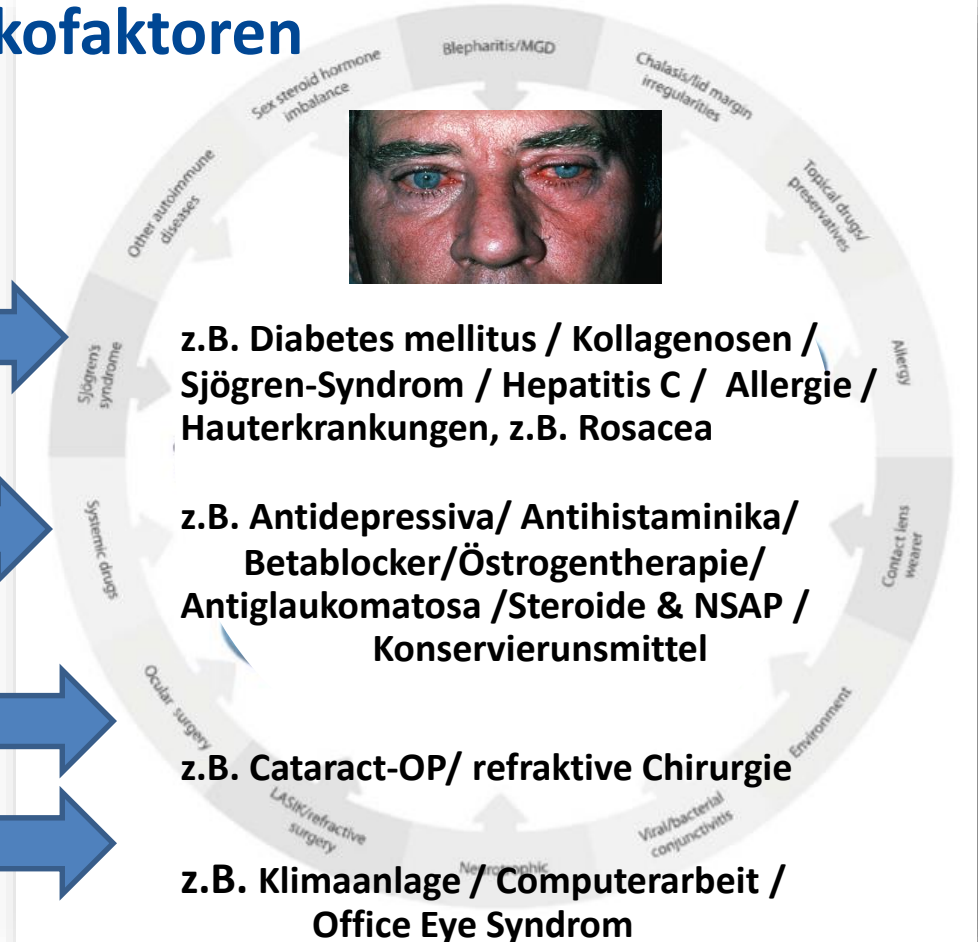 kofaktoren
Blepharitis/MGD
Chalasis/lid margin
irregularities
Topical drugs/
preservatives
Allergy
Contact lens
wearer
Environment
Viral/bacterial
conjunctivitis
Neurotrophic
LASIK/refractive
surgery
Ocular surgery
Systemic drugs
Sjögren's
syndrome
Other autoimmune
diseases
Sex steroid hormone
imbalance
z.B. Diabetes mellitus / Kollagenosen /
Sjögren-Syndrom / Hepatitis C / Allergie /
Hauterkrankungen, z.B. Rosacea
z.B. Antidepressiva/ Antihistaminika/
Betablocker/Östrogentherapie/
Antiglaukomatosa /Steroide & NSAP /
Konservierunsmittel
z.B. Cataract-OP/ refraktive Chirurgie
z.B. Klimaanlage / Computerarbeit /
Office Eye Syndrom